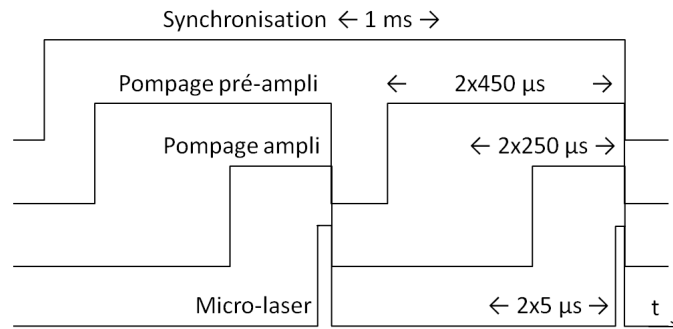 Synchronisation ← 1 ms →
Pompage pré-ampli ← 2x450 µs →
Pompage ampli ← 2x250 µs →
Micro-laser ← 2x5 µs → t